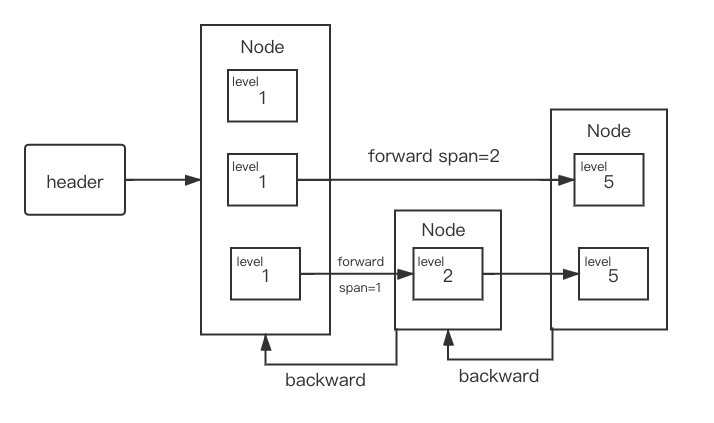 Node
level
1
Node
forward span=2
level
1
level
5
header
Node
level
1
forward
span=1
level
2
level
5
backward
backward